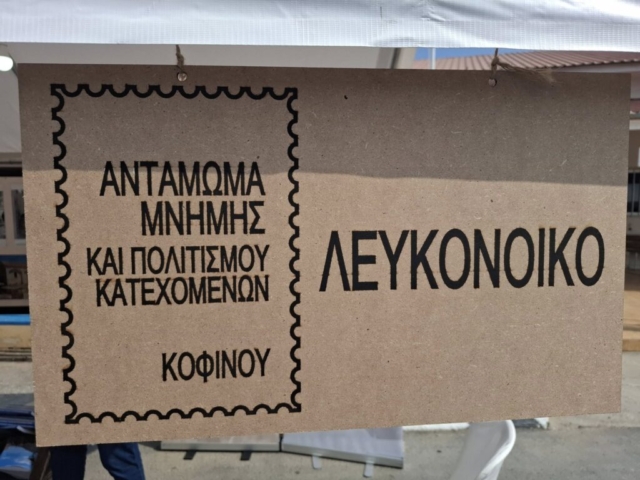 ΑΝΤΑΜΩΜΑ
ΜΝΗΜΗΣ
ΚΑΙ ΠΟΛΙΤΙΣΜΟΥ
ΚΑΤΕΧΟΜΕΝΩΝ
ΚΟΦΙΝΟΥ
ΛΕΥΚΟΝΟΙΚΟ